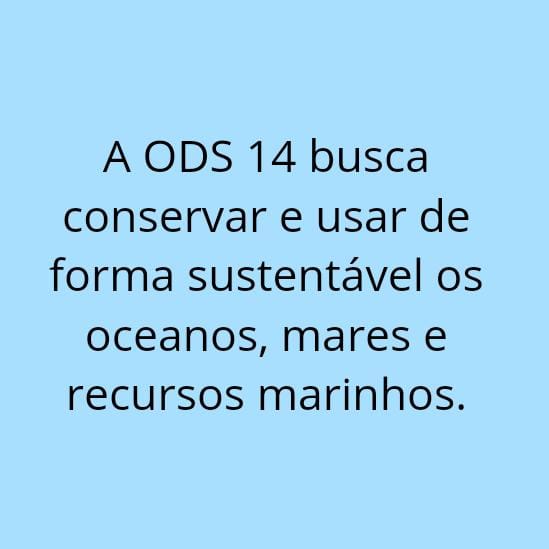 A ODS 14 busca
conservar e usar de
forma sustentável os
oceanos, mares e
recursos marinhos.